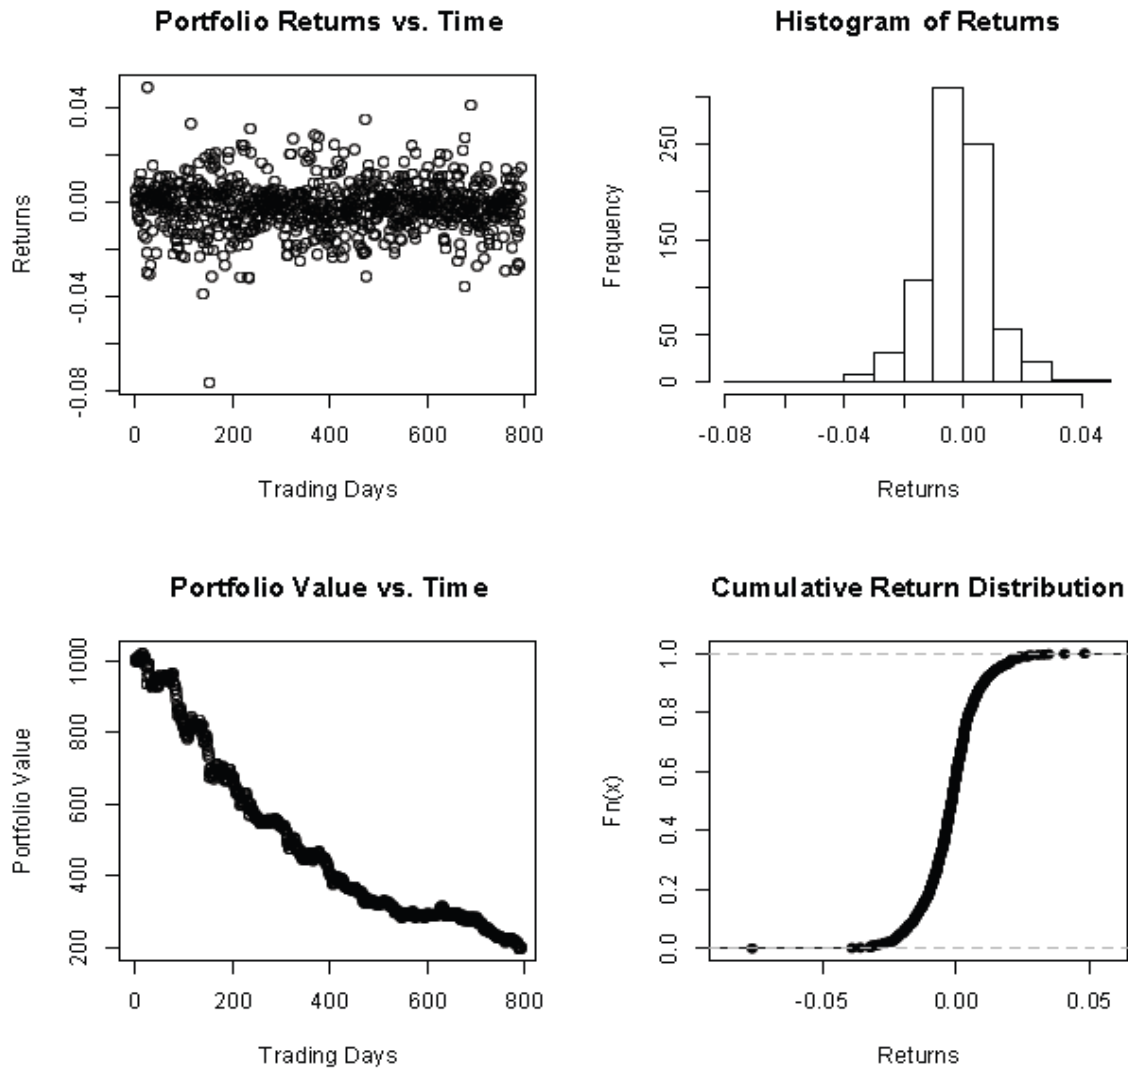 Portfolio Returns vs. Time
Returns
0.04
0.00
-0.04
-0.08
0 200 400 600 800
Trading Days
Histogram of Returns
Frequency
250
150
50
0
-0.08 -0.04 0.00 0.04
Returns
Portfolio Value vs. Time
Portfolio Value
1000
800
600
400
200
0 200 400 600 800
Trading Days
Cumulative Return Distribution
Fn(x)
1.0
0.8
0.6
0.4
0.2
0.0
-0.05 0.00 0.05
Returns